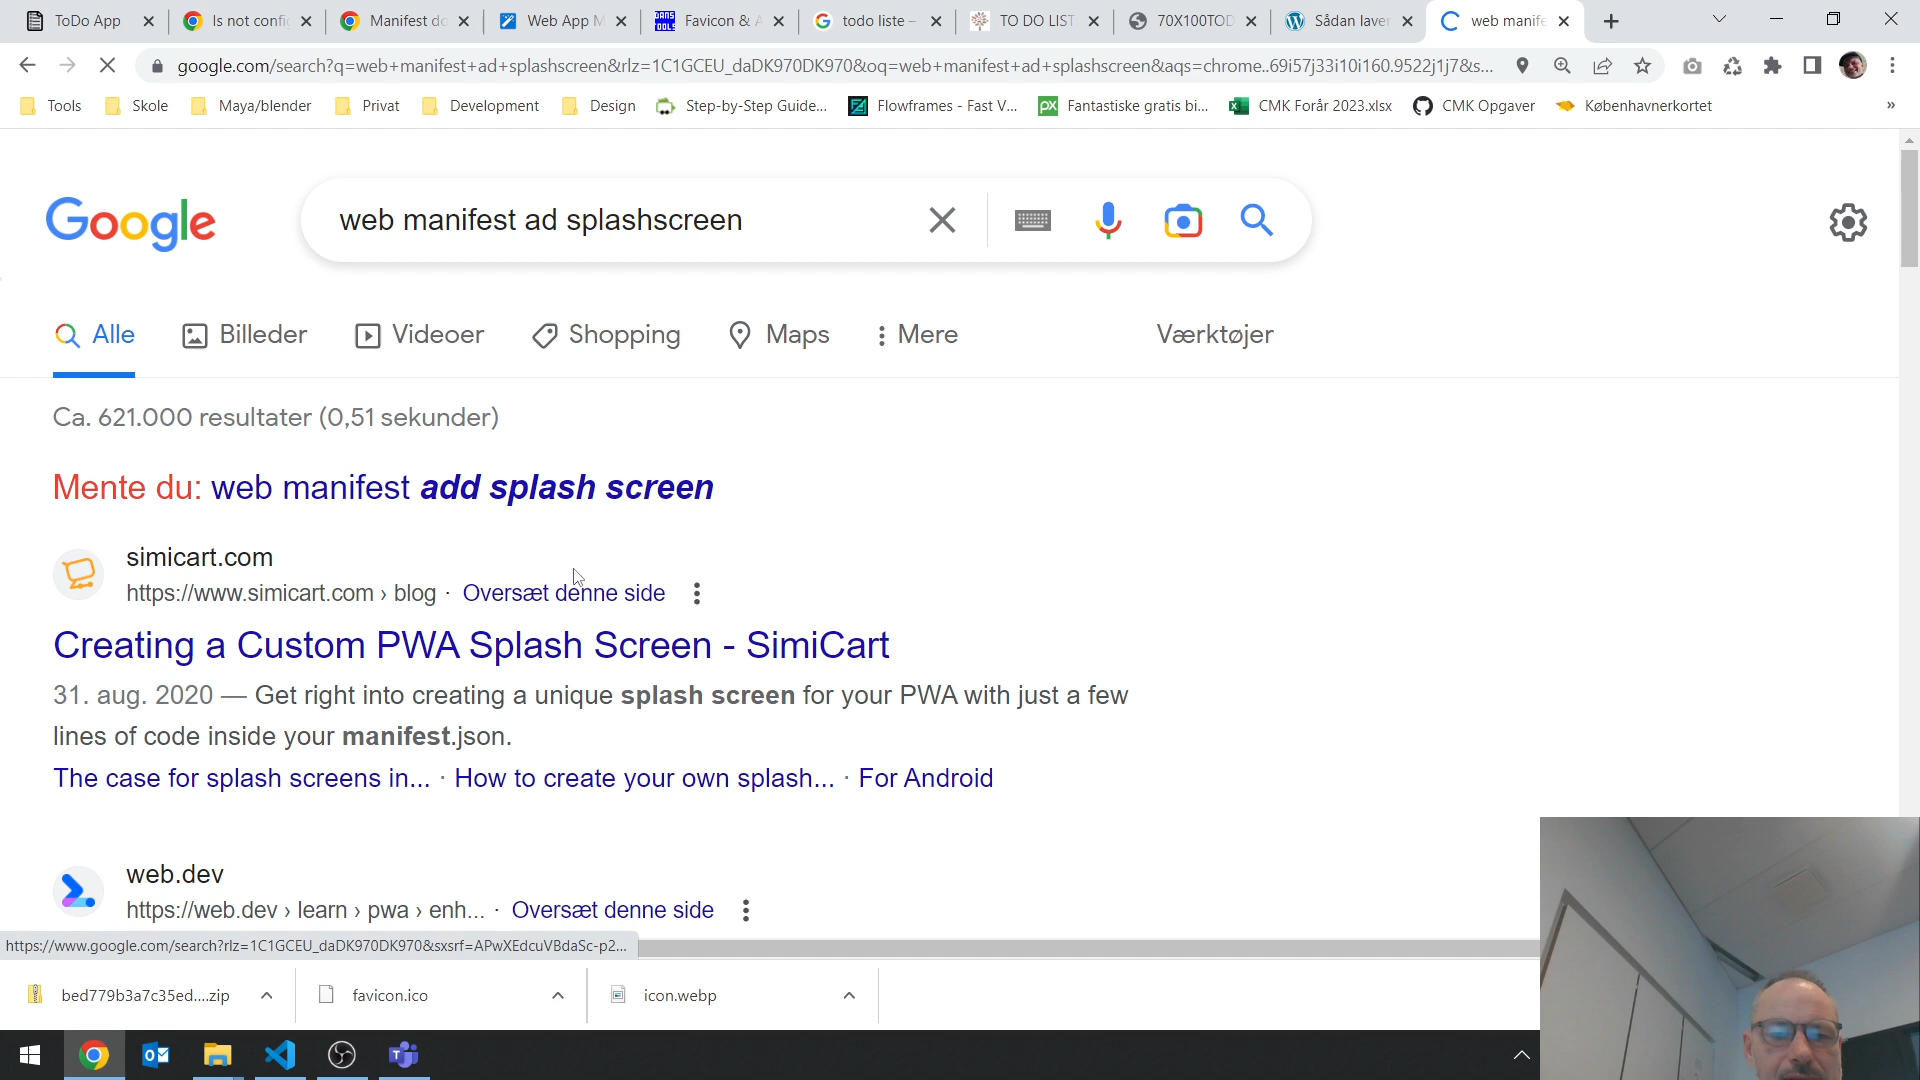 ToDo App
Is not confi
Manifest do
Web App M
Favicon & A
todo liste –
TO DO LIST
70X100TOD
Sådan laver
web manife
google.com/search?q=web+manifest+ad+splashscreen&rlz=1C1GCEU_daDK970DK970&oq=web+manifest+ad+splashscreen&aqs=chrome..69i57j33i10i160.9522j1j7&s...
Tools
Skole
Maya/blender
Privat
Development
Design
Step-by-Step Guide...
Flowframes - Fast V...
Fantastiske gratis bi...
CMK Forår 2023.xlsx
CMK Opgaver
Københavnerkortet
»
Google
web manifest ad splashscreen
Alle
Billeder
Videoer
Shopping
Maps
Mere
Værktøjer
Ca. 621.000 resultater (0,51 sekunder)
Mente du: web manifest add splash screen
simicart.com
https://www.simicart.com › blog · Oversæt denne side
Creating a Custom PWA Splash Screen - SimiCart
31. aug. 2020 — Get right into creating a unique splash screen for your PWA with just a few
lines of code inside your manifest.json.
The case for splash screens in... · How to create your own splash... · For Android
web.dev
https://web.dev › learn › pwa › enh... · Oversæt denne side
https://www.google.com/search?rlz=1C1GCEU_daDK970DK970&sxsrf=APwXEdcuVBdaSc-p2...
bed779b3a7c35ed....zip
favicon.ico
icon.webp